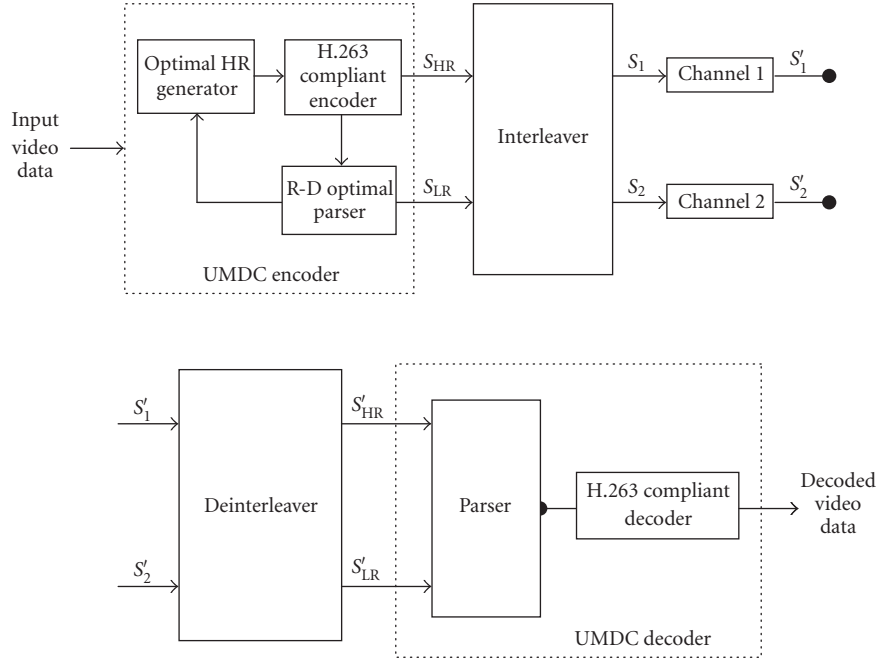 Input
video
data
Optimal HR
generator
H.263
compliant
encoder
R-D optimal
parser
UMDC encoder
S_HR
S_LR
Interleaver
S_1
S_2
Channel 1
Channel 2
S′_1
S′_2
S′_1
S′_2
Deinterleaver
S′_HR
S′_LR
Parser
H.263 compliant
decoder
UMDC decoder
Decoded
video
data